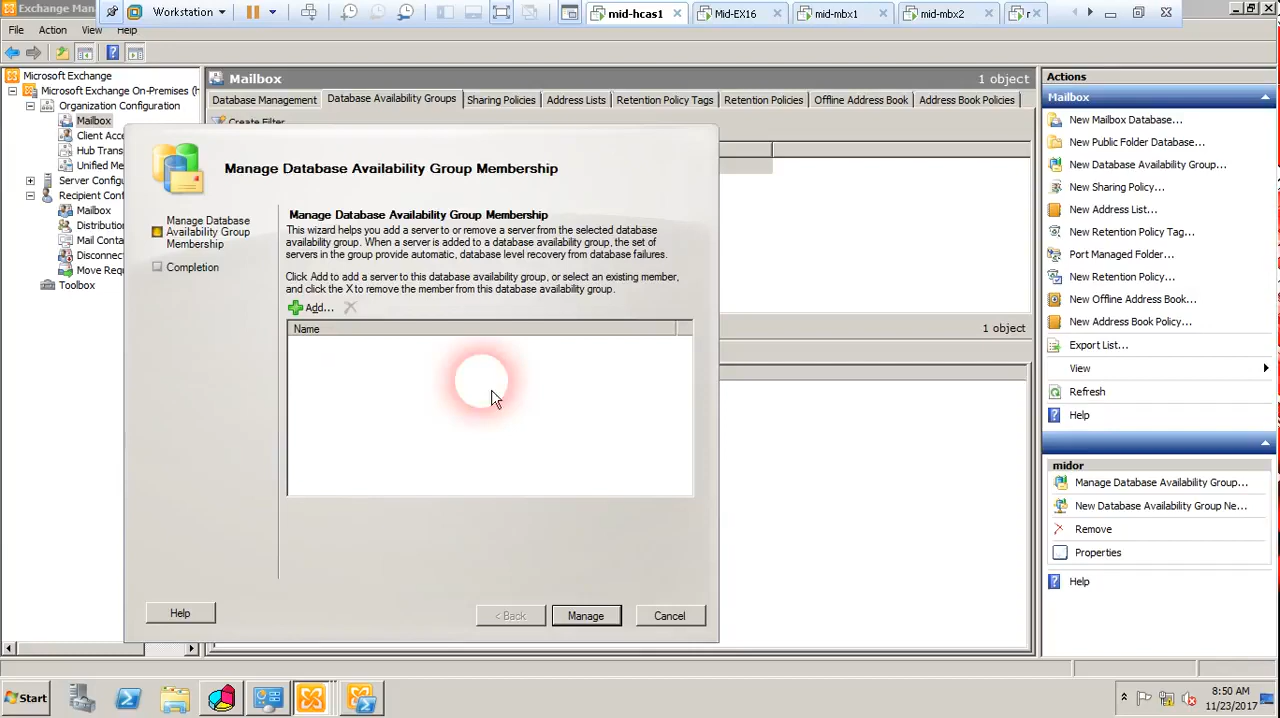 Exchange Mana
Workstation
mid-hcas1
Mid-EX16
mid-mbx1
mid-mbx2
File Action View Help
Microsoft Exchange
Microsoft Exchange On-Premises (
Organization Configuration
Mailbox
Client Acce
Hub Trans
Unified Me
Server Config
Recipient Conf
Mailbox
Distribution
Mail Conta
Disconnec
Move Requ
Toolbox
Mailbox
1 object
Database Management
Database Availability Groups
Sharing Policies
Address Lists
Retention Policy Tags
Retention Policies
Offline Address Book
Address Book Policies
Create Filter
1 object
Manage Database Availability Group Membership
Manage Database
Availability Group
Membership
Completion
Manage Database Availability Group Membership
This wizard helps you add a server to or remove a server from the selected database
availability group. When a server is added to a database availability group, the set of
servers in the group provide automatic, database level recovery from database failures.
Click Add to add a server to this database availability group, or select an existing member,
and click the X to remove the member from this database availability group.
Add...
Name
Help
< Back
Manage
Cancel
Actions
Mailbox
New Mailbox Database...
New Public Folder Database...
New Database Availability Group...
New Sharing Policy...
New Address List...
New Retention Policy Tag...
Port Managed Folder...
New Retention Policy...
New Offline Address Book...
New Address Book Policy...
Export List...
View
Refresh
Help
midor
Manage Database Availability Group...
New Database Availability Group Ne...
Remove
Properties
Help
Start
8:50 AM
11/23/2017